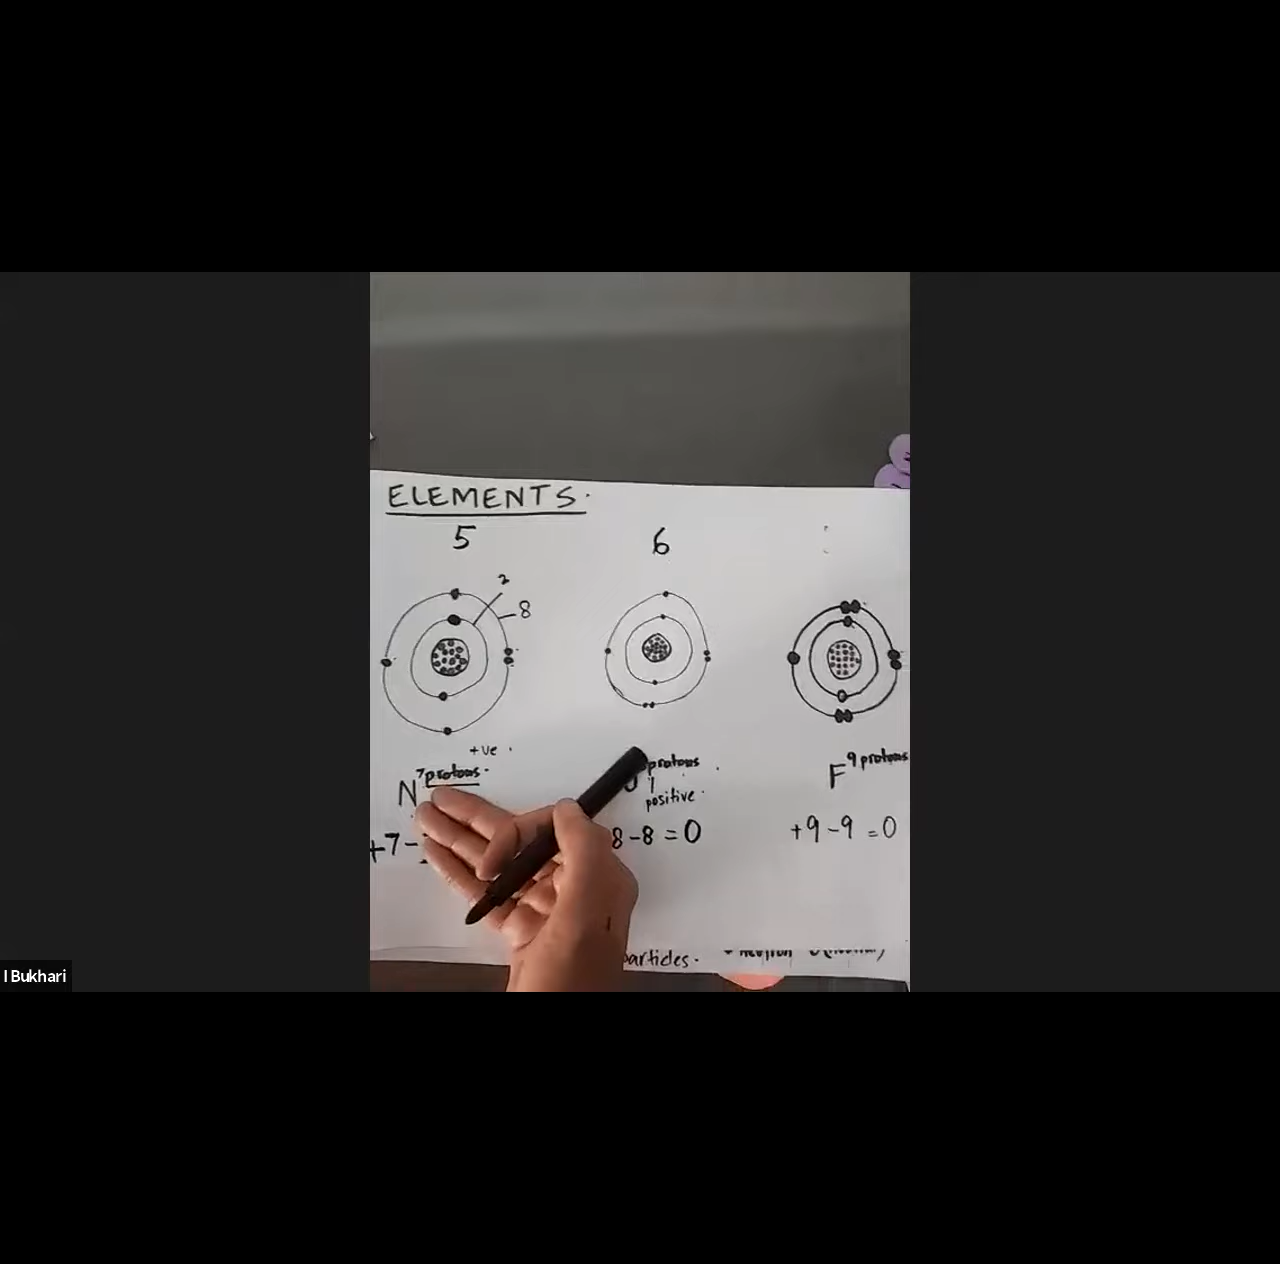 ELEMENTS.
5
6
2
8
+ve
7 protons.
N
protons
positive.
9 protons
F
+7-
8-8=0
+9-9=0
particles.
I Bukhari